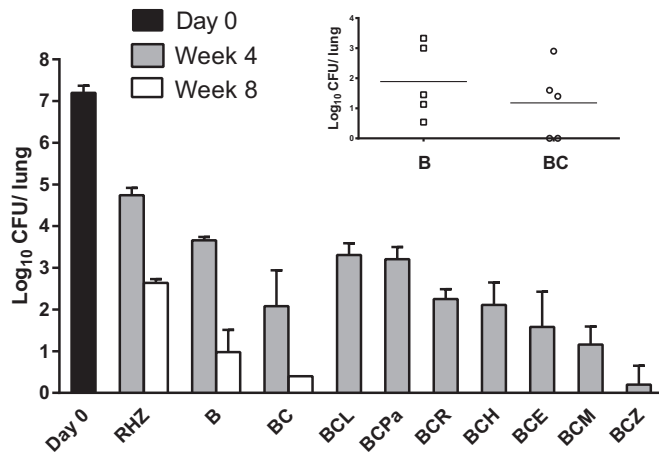 Day 0
Week 4
Week 8
Log10 CFU/ lung
8
7
6
5
4
3
2
1
0
Day 0
RHZ
B
BC
BCL
BCPa
BCR
BCH
BCE
BCM
BCZ
Log10 CFU/ lung
4
3
2
1
0
B
BC